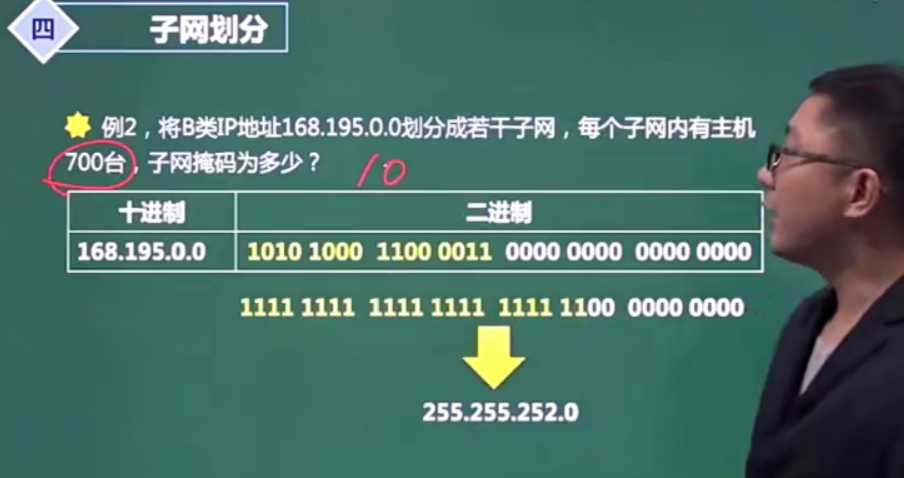 四 子网划分
例2，将B类IP地址168.195.0.0划分成若干子网，每个子网内有主机
700台，子网掩码为多少？ 10
十进制 二进制
168.195.0.0 1010 1000 1100 0011 0000 0000 0000 0000
1111 1111 1111 1111 1111 1100 0000 0000
255.255.252.0